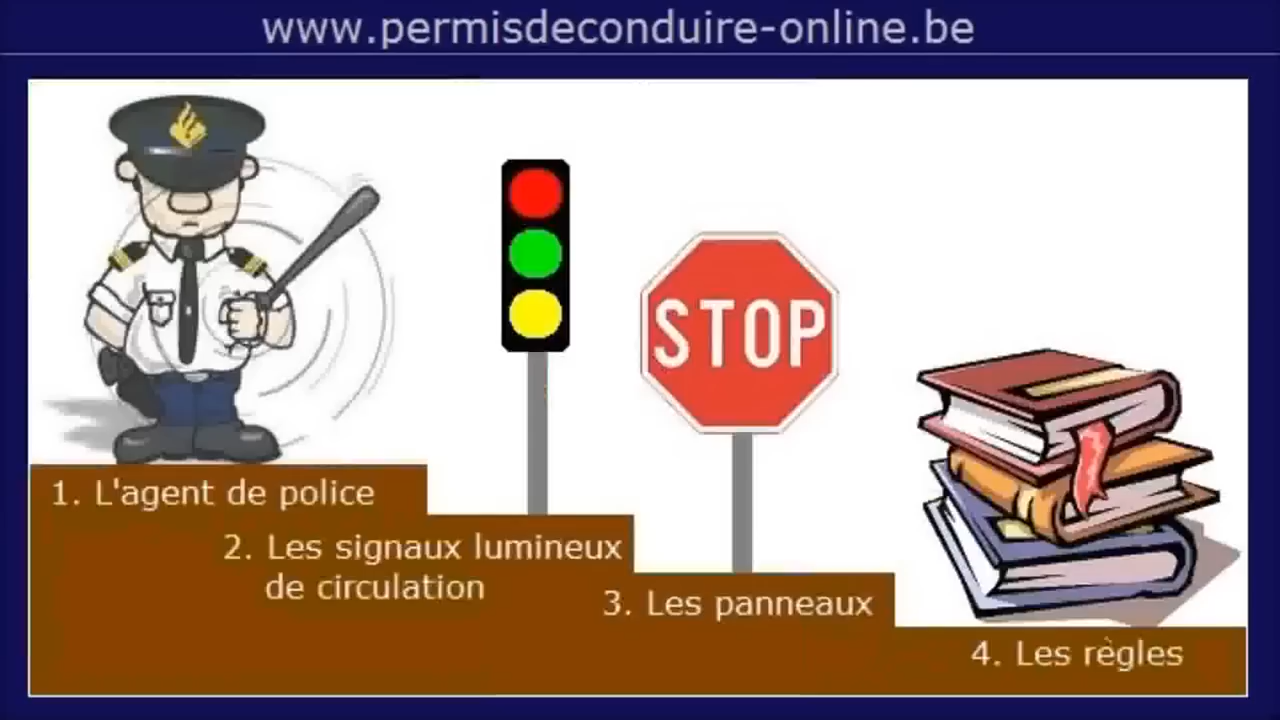 www.permisdeconduire-online.be
STOP
1. L'agent de police
2. Les signaux lumineux
de circulation
3. Les panneaux
4. Les règles